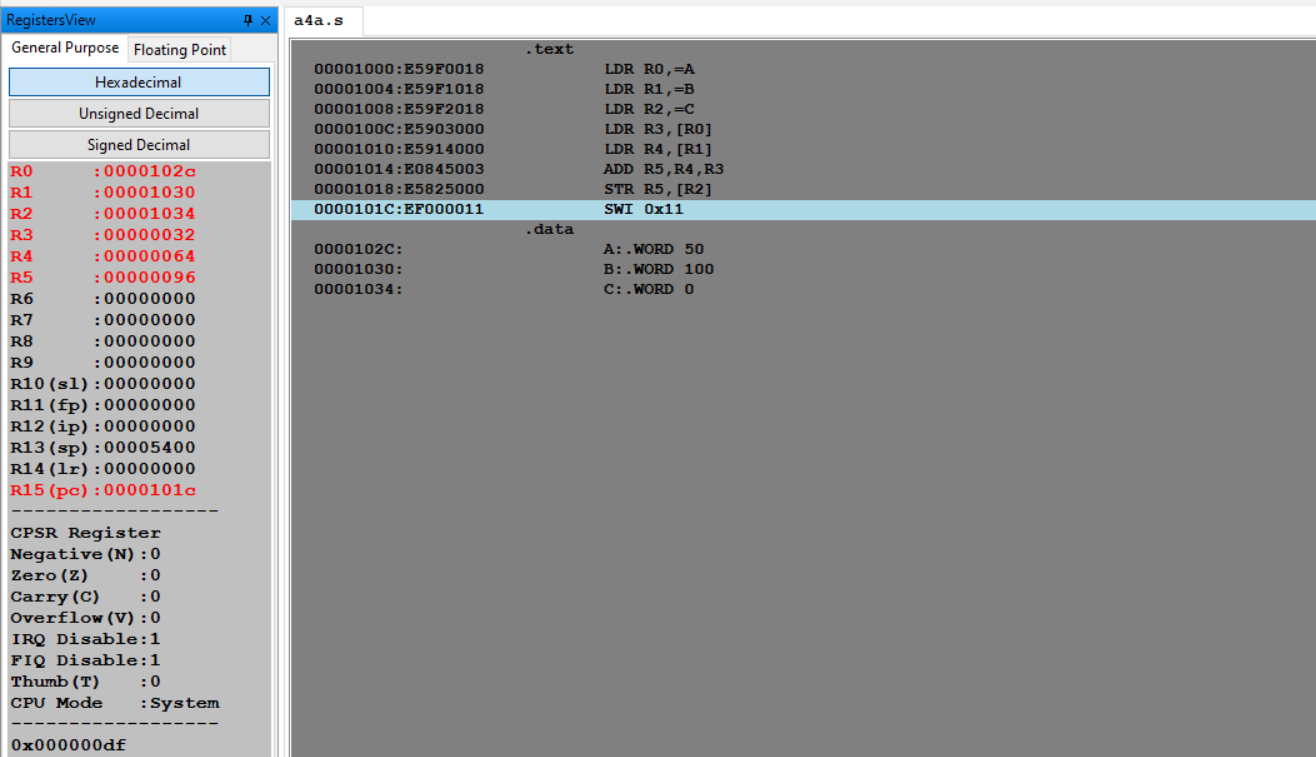 RegistersView
General Purpose Floating Point
Hexadecimal
Unsigned Decimal
Signed Decimal
R0 :0000102c
R1 :00001030
R2 :00001034
R3 :00000032
R4 :00000064
R5 :00000096
R6 :00000000
R7 :00000000
R8 :00000000
R9 :00000000
R10(sl):00000000
R11(fp):00000000
R12(ip):00000000
R13(sp):00005400
R14(lr):00000000
R15(pc):0000101c
-------------------
CPSR Register
Negative(N):0
Zero(Z) :0
Carry(C) :0
Overflow(V):0
IRQ Disable:1
FIQ Disable:1
Thumb(T) :0
CPU Mode :System
-------------------
0x000000df
a4a.s
.text
00001000:E59F0018 LDR R0,=A
00001004:E59F1018 LDR R1,=B
00001008:E59F2018 LDR R2,=C
0000100C:E5903000 LDR R3,[R0]
00001010:E5914000 LDR R4,[R1]
00001014:E0845003 ADD R5,R4,R3
00001018:E5825000 STR R5,[R2]
0000101C:EF000011 SWI 0x11
.data
0000102C: A:.WORD 50
00001030: B:.WORD 100
00001034: C:.WORD 0